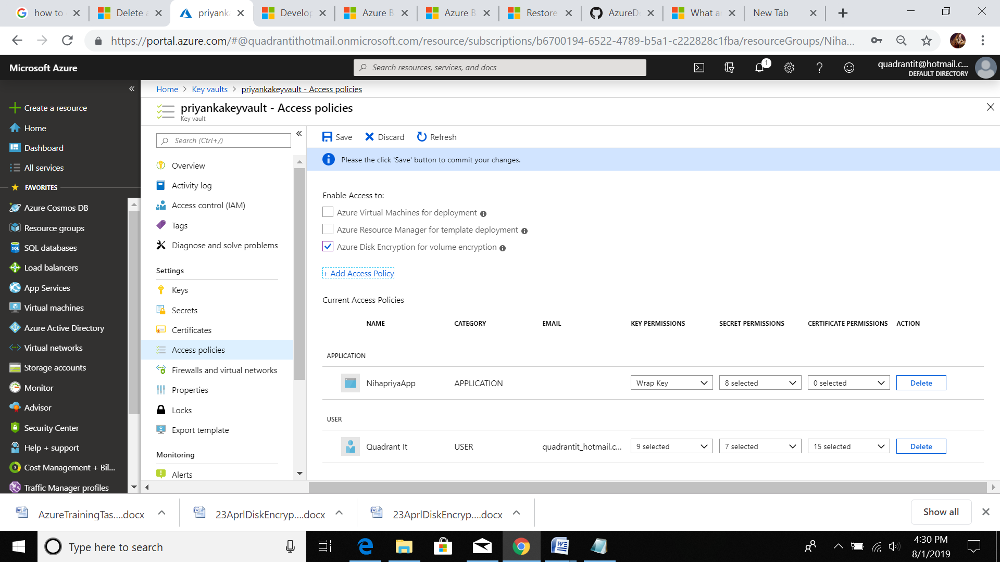 how to
Delete a
priyanka
Develop
Azure B
Azure B
Restore
AzureD
What ar
New Tab
https://portal.azure.com/#@quadrantithotmail.onmicrosoft.com/resource/subscriptions/b6700194-6522-4789-b5a1-c222828c1fba/resourceGroups/Niha...
Microsoft Azure
Search resources, services, and docs
1
quadrantit@hotmail.c...
DEFAULT DIRECTORY
Create a resource
Home
Dashboard
All services
FAVORITES
Azure Cosmos DB
Resource groups
SQL databases
Load balancers
App Services
Virtual machines
Azure Active Directory
Virtual networks
Storage accounts
Monitor
Advisor
Security Center
Help + support
Cost Management + Bil...
Traffic Manager profiles
Home > Key vaults > priyankakeyvault - Access policies
priyankakeyvault - Access policies
Key vault
Search (Ctrl+/)
Overview
Activity log
Access control (IAM)
Tags
Diagnose and solve problems
Settings
Keys
Secrets
Certificates
Access policies
Firewalls and virtual networks
Properties
Locks
Export template
Monitoring
Alerts
Save Discard Refresh
Please the click 'Save' button to commit your changes.
Enable Access to:
Azure Virtual Machines for deployment
Azure Resource Manager for template deployment
Azure Disk Encryption for volume encryption
+ Add Access Policy
Current Access Policies
NAME CATEGORY EMAIL KEY PERMISSIONS SECRET PERMISSIONS CERTIFICATE PERMISSIONS ACTION
APPLICATION
NihapriyaApp APPLICATION Wrap Key 8 selected 0 selected Delete
USER
Quadrant It USER quadrantit_hotmail.c... 9 selected 7 selected 15 selected Delete
AzureTrainingTas....docx
23AprlDiskEncryp....docx
23AprlDiskEncryp....docx
Show all
Type here to search
4:30 PM
8/1/2019